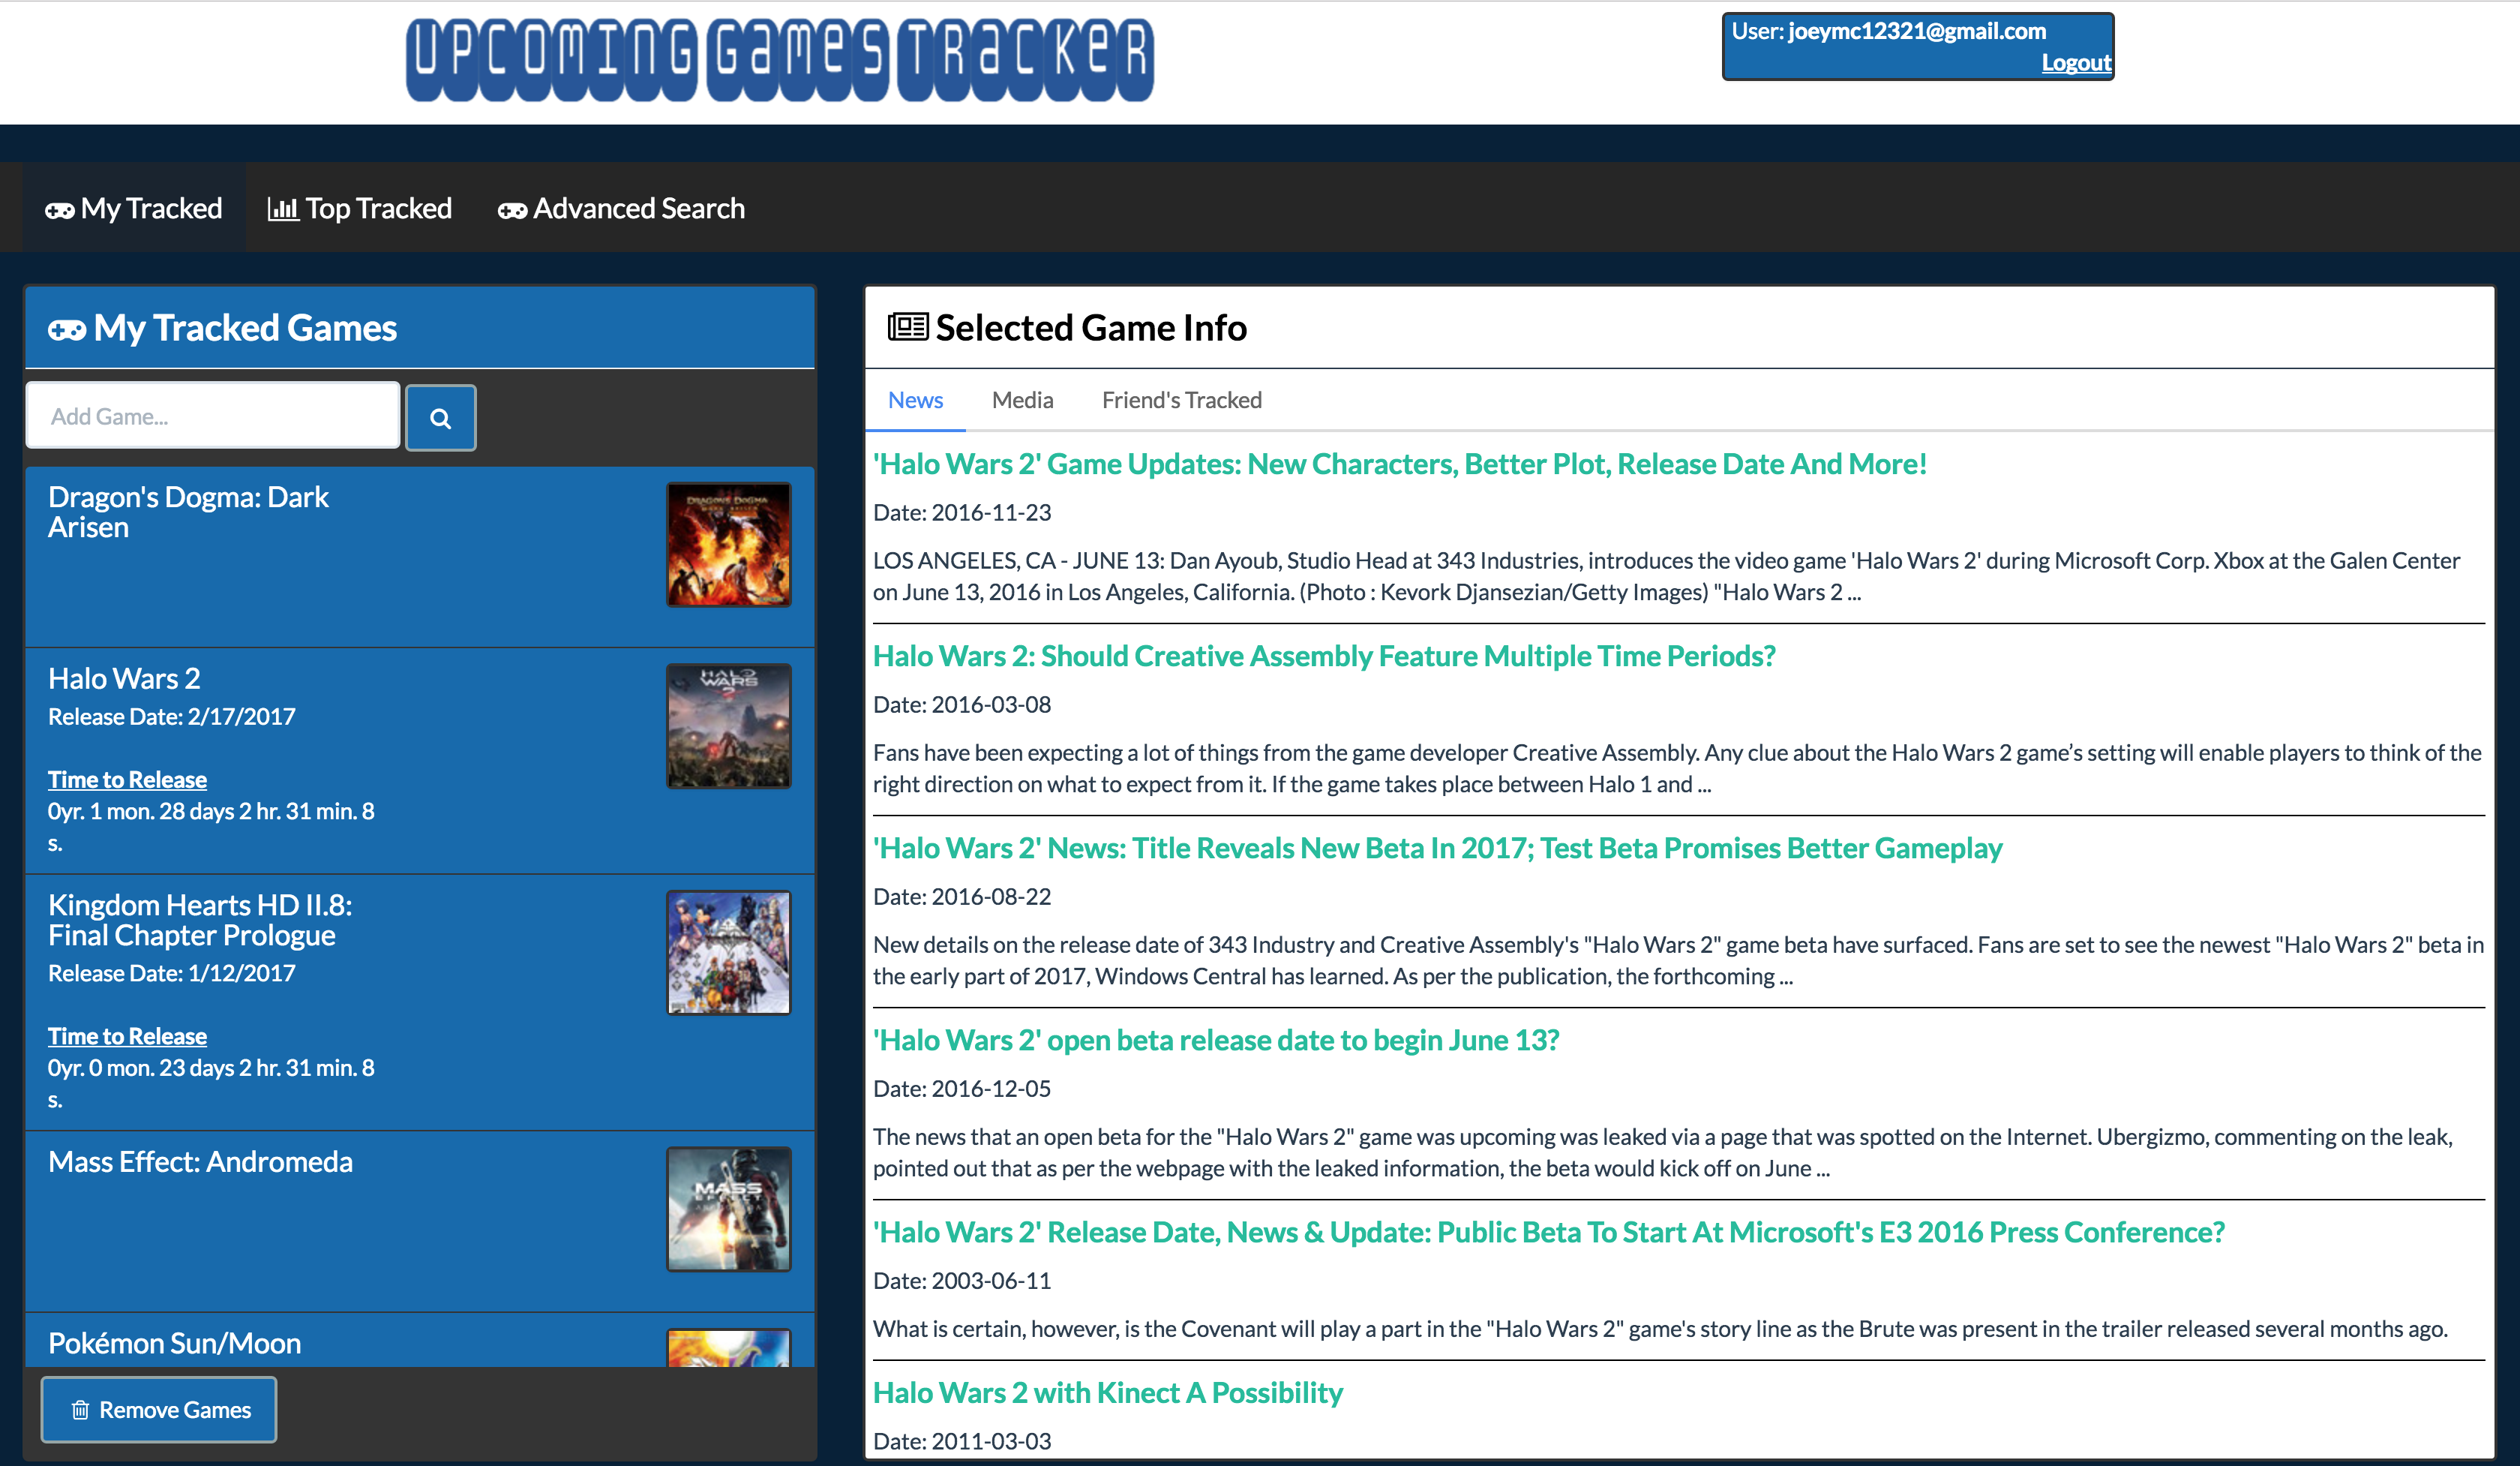 UPCOMING GAMES TRACKER
User: joeymc12321@gmail.com
Logout
My Tracked
Top Tracked
Advanced Search
My Tracked Games
Add Game...
Dragon's Dogma: Dark
Arisen
DRAGON'S DOGMA
Halo Wars 2
Release Date: 2/17/2017
Time to Release
0yr. 1 mon. 28 days 2 hr. 31 min. 8
s.
HALO
WARS
2
Kingdom Hearts HD II.8:
Final Chapter Prologue
Release Date: 1/12/2017
Time to Release
0yr. 0 mon. 23 days 2 hr. 31 min. 8
s.
Mass Effect: Andromeda
MASS
EFFECT
Pokémon Sun/Moon
Remove Games
Selected Game Info
News
Media
Friend's Tracked
'Halo Wars 2' Game Updates: New Characters, Better Plot, Release Date And More!
Date: 2016-11-23
LOS ANGELES, CA - JUNE 13: Dan Ayoub, Studio Head at 343 Industries, introduces the video game 'Halo Wars 2' during Microsoft Corp. Xbox at the Galen Center
on June 13, 2016 in Los Angeles, California. (Photo : Kevork Djansezian/Getty Images) "Halo Wars 2 ...
Halo Wars 2: Should Creative Assembly Feature Multiple Time Periods?
Date: 2016-03-08
Fans have been expecting a lot of things from the game developer Creative Assembly. Any clue about the Halo Wars 2 game’s setting will enable players to think of the
right direction on what to expect from it. If the game takes place between Halo 1 and ...
'Halo Wars 2' News: Title Reveals New Beta In 2017; Test Beta Promises Better Gameplay
Date: 2016-08-22
New details on the release date of 343 Industry and Creative Assembly's "Halo Wars 2" game beta have surfaced. Fans are set to see the newest "Halo Wars 2" beta in
the early part of 2017, Windows Central has learned. As per the publication, the forthcoming ...
'Halo Wars 2' open beta release date to begin June 13?
Date: 2016-12-05
The news that an open beta for the "Halo Wars 2" game was upcoming was leaked via a page that was spotted on the Internet. Ubergizmo, commenting on the leak,
pointed out that as per the webpage with the leaked information, the beta would kick off on June ...
'Halo Wars 2' Release Date, News & Update: Public Beta To Start At Microsoft's E3 2016 Press Conference?
Date: 2003-06-11
What is certain, however, is the Covenant will play a part in the "Halo Wars 2" game's story line as the Brute was present in the trailer released several months ago.
Halo Wars 2 with Kinect A Possibility
Date: 2011-03-03